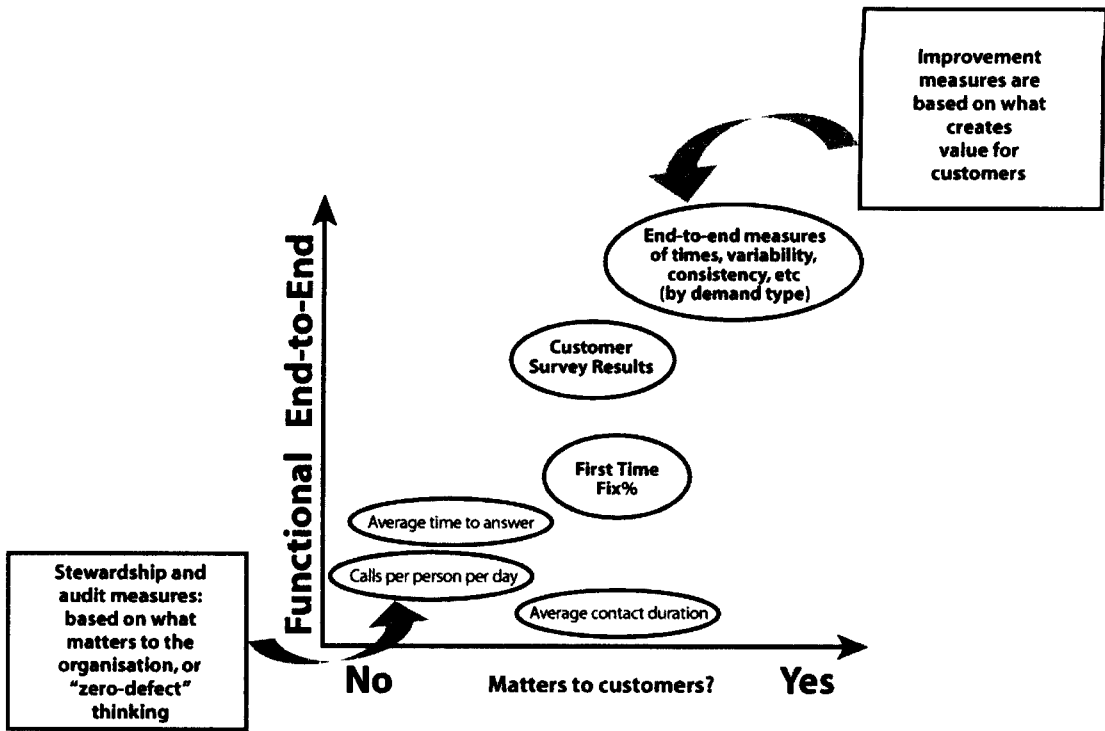 Improvement
measures are
based on what
creates
value for
customers
End-to-end measures
of times, variability,
consistency, etc
(by demand type)
Customer
Survey Results
First Time
Fix%
Average time to answer
Calls per person per day
Average contact duration
Functional End-to-End
Stewardship and
audit measures:
based on what
matters to the
organisation, or
“zero-defect”
thinking
No Matters to customers? Yes